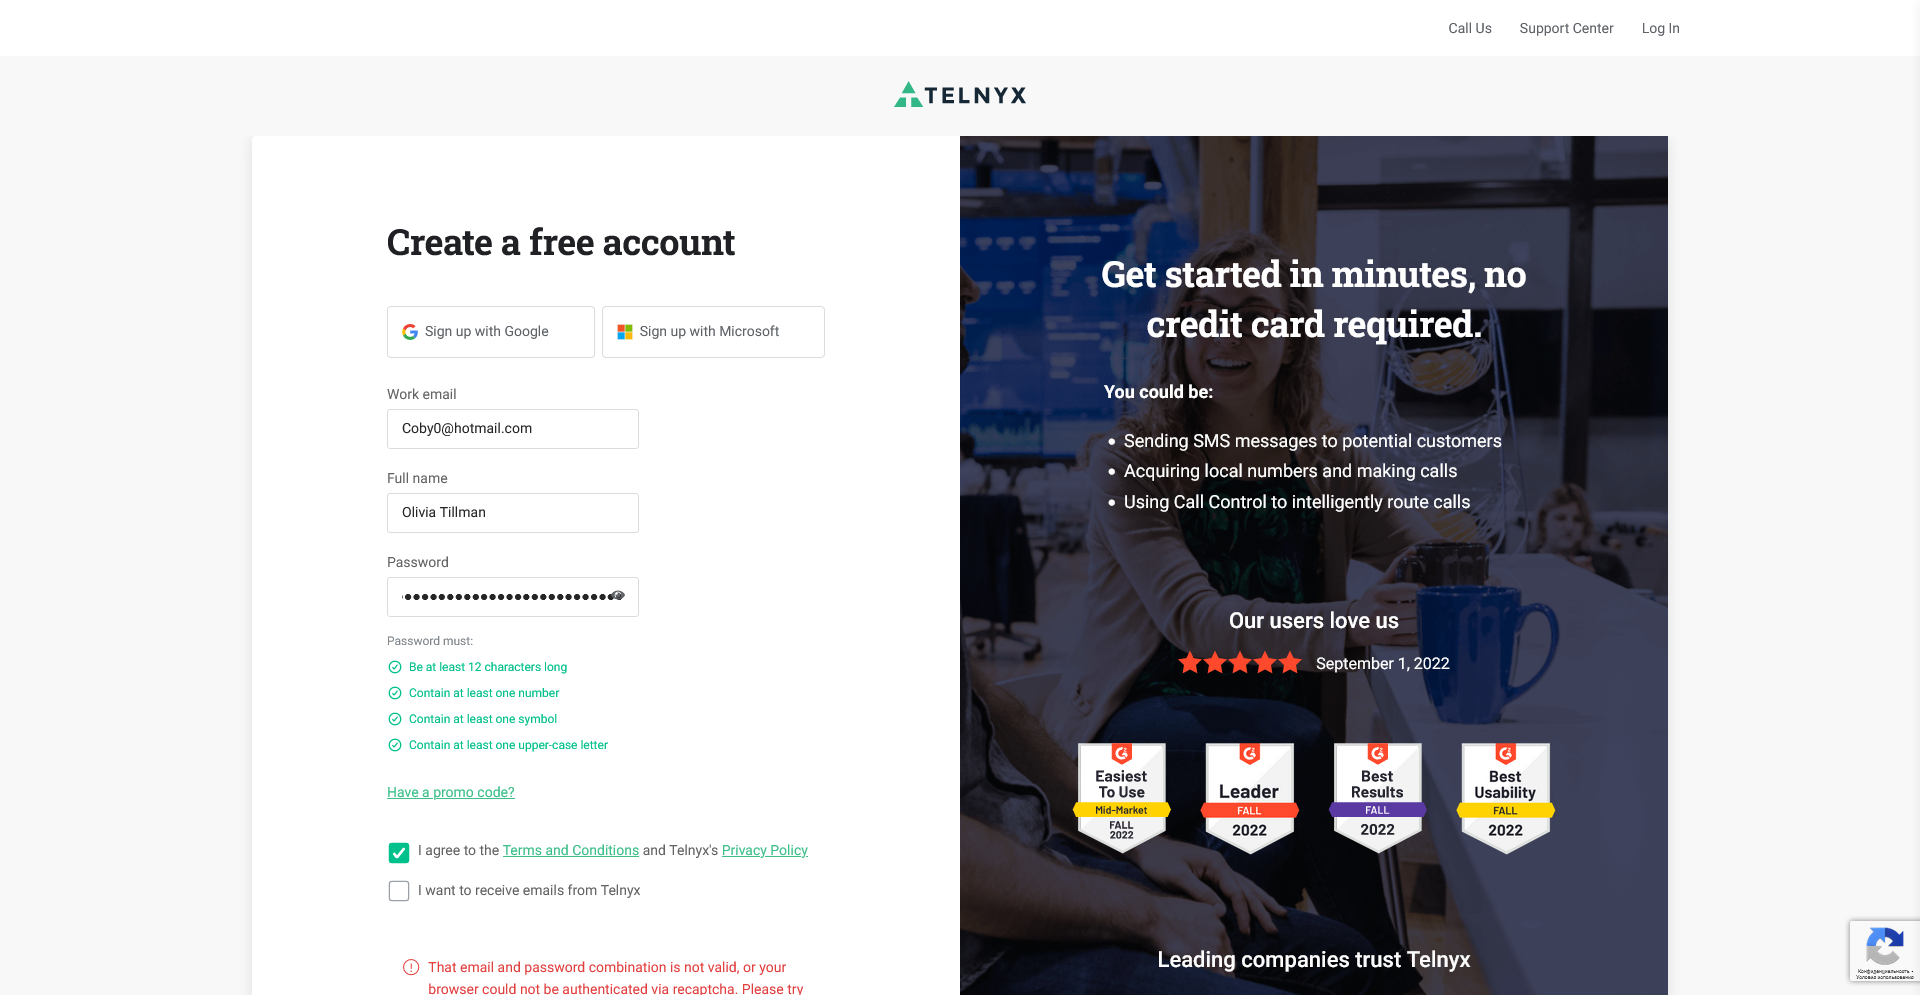 Call Us
Support Center
Log In
TELNYX
Create a free account
Sign up with Google
Sign up with Microsoft
Work email
Coby0@hotmail.com
Full name
Olivia Tillman
Password
Password must:
Be at least 12 characters long
Contain at least one number
Contain at least one symbol
Contain at least one upper-case letter
Have a promo code?
I agree to the Terms and Conditions and Telnyx's Privacy Policy
I want to receive emails from Telnyx
That email and password combination is not valid, or your
browser could not be authenticated via recaptcha. Please try
Get started in minutes, no
credit card required.
You could be:
Sending SMS messages to potential customers
Acquiring local numbers and making calls
Using Call Control to intelligently route calls
Our users love us
September 1, 2022
Easiest
To Use
Mid-Market
FALL
2022
Leader
FALL
2022
Best
Results
FALL
2022
Best
Usability
FALL
2022
Leading companies trust Telnyx
Конфиденциальность •
Условия использования